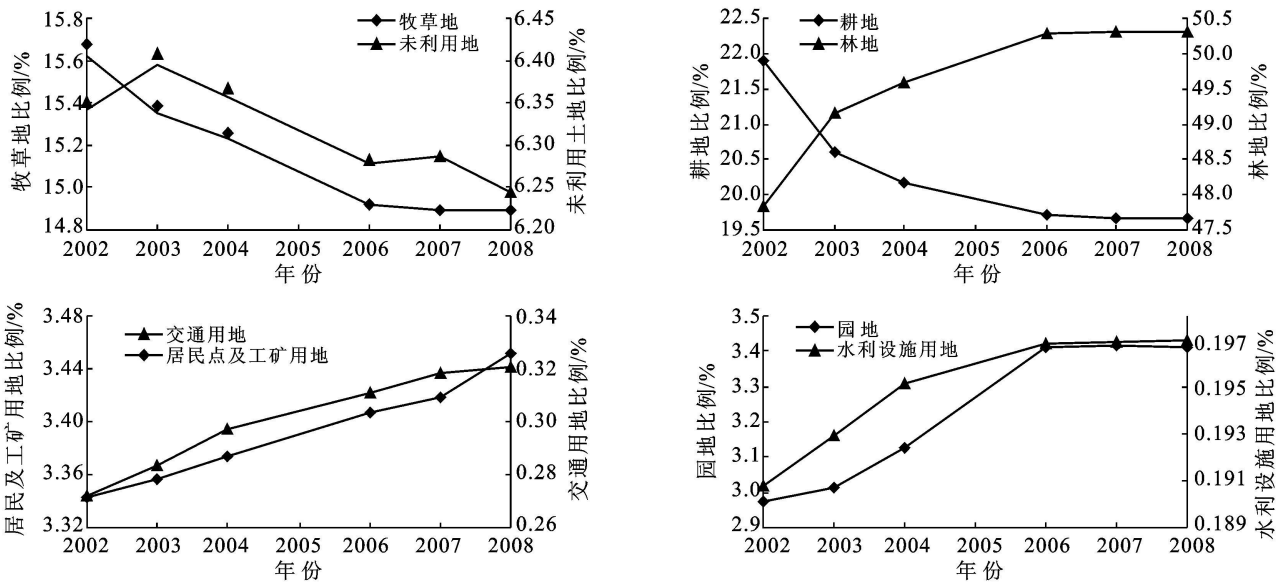 15.8
15.6
15.4
15.2
15.0
14.8
牧草地比例/%
牧草地
未利用地
6.45
6.40
6.35
6.30
6.25
6.20
未利用土地比例/%
2002 2003 2004 2005 2006 2007 2008
年份
22.5
22.0
21.5
21.0
20.5
20.0
19.5
耕地比例/%
耕地
林地
50.5
50.0
49.5
49.0
48.5
48.0
47.5
林地比例/%
2002 2003 2004 2005 2006 2007 2008
年份
3.48
3.44
3.40
3.36
3.32
居民及工矿用地比例/%
交通用地
居民点及工矿用地
0.34
0.32
0.30
0.28
0.26
交通用地比例/%
2002 2003 2004 2005 2006 2007 2008
年份
3.5
3.4
3.3
3.2
3.1
3.0
2.9
园地比例/%
园地
水利设施用地
0.197
0.195
0.193
0.191
0.189
水利设施用地比例/%
2002 2003 2004 2005 2006 2007 2008
年份